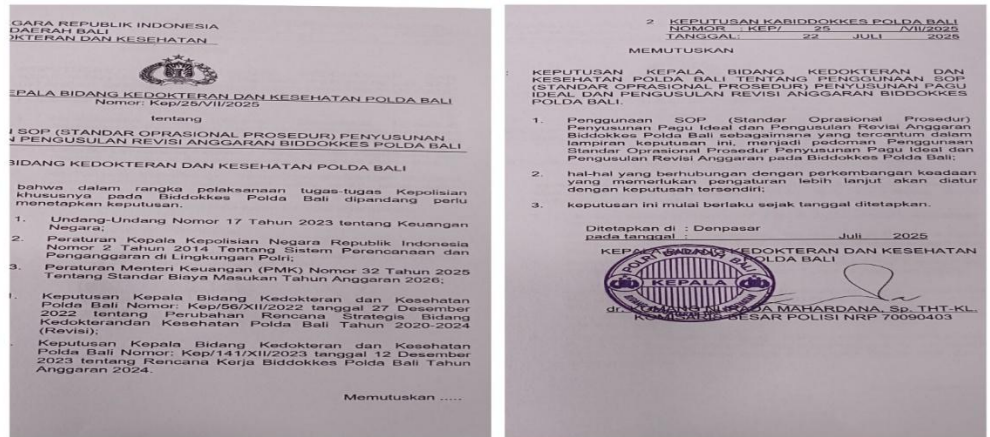 GARA REPUBLIK INDONESIA
DAERAH BALI
OKTERAN DAN KESEHATAN
EPALA BIDANG KEDOKTERAN DAN KESEHATAN POLDA BALI
Nomor: Kep/25/VII/2025
tentang
N SOP (STANDAR OPRASIONAL PROSEDUR) PENYUSUNAN
N PENGUSULAN REVISI ANGGARAN BIDDOKKES POLDA BALI
BIDANG KEDOKTERAN DAN KESEHATAN POLDA BALI
bahwa dalam rangka pelaksanaan tugas-tugas Kepolisian
khususnya pada Biddokkes Polda Bali dipandang perlu
menetapkan keputusan.
1. Undang-Undang Nomor 17 Tahun 2023 tentang Keuangan
Negara;
2. Peraturan Kepala Kepolisian Negara Republik Indonesia
Nomor 2 Tahun 2014 Tentang Sistem Perencanaan dan
Penganggaran di Lingkungan Polri;
3. Peraturan Menteri Keuangan (PMK) Nomor 32 Tahun 2025
Tentang Standar Biaya Masukan Tahun Anggaran 2026;
1. Keputusan Kepala Bidang Kedokteran dan Kesehatan
Polda Bali Nomor: Kep/56/XII/2022 tanggal 27 Desember
2022 tentang Perubahan Rencana Strategis Bidang
Kedokterandan Kesehatan Polda Bali Tahun 2020-2024
(Revisi);
Keputusan Kepala Bidang Kedokteran dan Kesehatan
Polda Bali Nomor: Kep/141/XII/2023 tanggal 12 Desember
2023 tentang Rencana Kerja Biddokkes Polda Bali Tahun
Anggaran 2024.
Memutuskan .....
2 KEPUTUSAN KABIDDOKKES POLDA BALI
NOMOR : KEP/ 25 /VII/2025
TANGGAL: 22 JULI 2025
MEMUTUSKAN
: KEPUTUSAN KEPALA BIDANG KEDOKTERAN DAN
KESEHATAN POLDA BALI TENTANG PENGGUNAAN SOP
(STANDAR OPRASIONAL PROSEDUR) PENYUSUNAN PAGU
IDEAL DAN PENGUSULAN REVISI ANGGARAN BIDDOKKES
POLDA BALI.
1. Penggunaan SOP (Standar Oprasional Prosedur)
Penyusunan Pagu Ideal dan Pengusulan Revisi Anggaran
Biddokkes Polda Bali sebagaimana yang tercantum dalam
lampiran keputusan ini, menjadi pedoman Penggunaan
Standar Oprasional Prosedur Penyusunan Pagu Ideal dan
Pengusulan Revisi Anggaran pada Biddokkes Polda Bali;
2. hal-hal yang berhubungan dengan perkembangan keadaan
yang memerlukan pengaturan lebih lanjut akan diatur
dengan keputusah tersendiri;
3. keputusan ini mulai berlaku sejak tanggal ditetapkan.
Ditetapkan di : Denpasar
pada tanggal : Juli 2025
KEPALA BIDANG KEDOKTERAN DAN KESEHATAN
POLDA BALI
KEPALA
dr. MAHARDANA, Sp. THT-KL.
KOMISARIS BESAR POLISI NRP 70090403